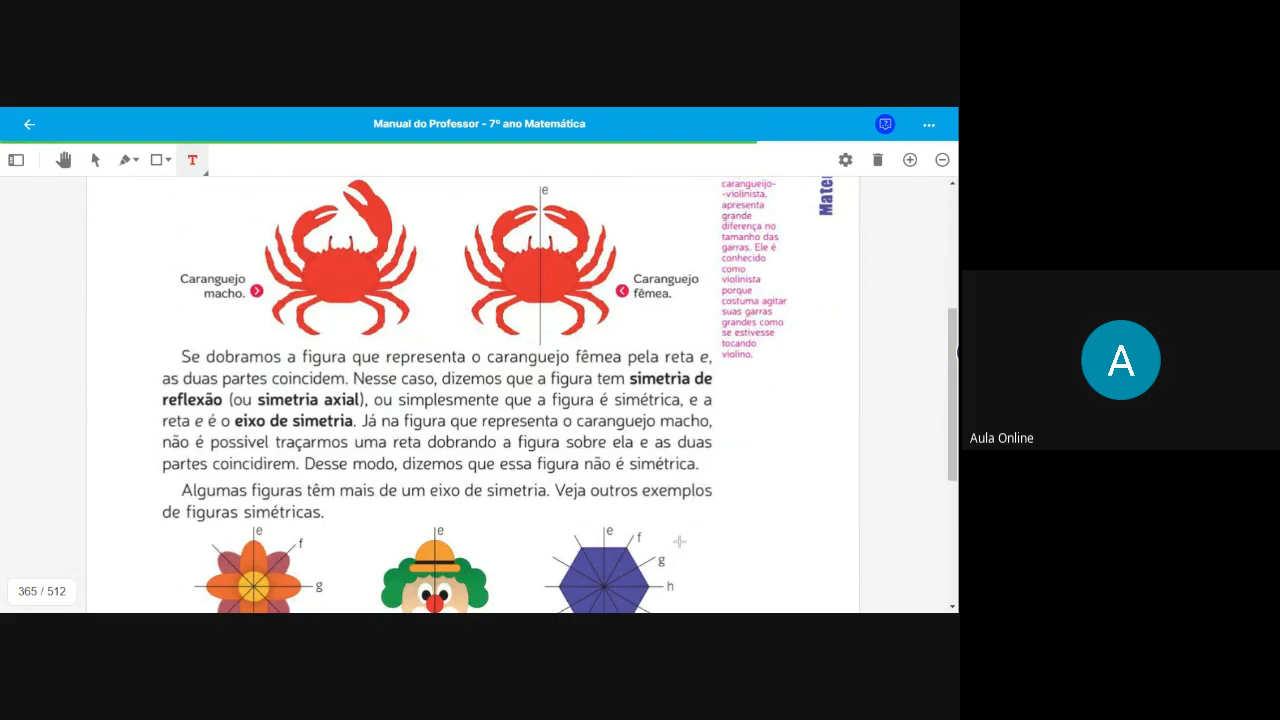 Manual do Professor - 7º ano Matemática
T
e
Caranguejo
macho.
Caranguejo
fêmea.
carangueijo-
-violinista,
apresenta
grande
diferença no
tamanho das
garras. Ele é
conhecido
como
violinista
porque
costuma agitar
suas garras
grandes como
se estivesse
tocando
violino.
Se dobramos a figura que representa o caranguejo fêmea pela reta e,
as duas partes coincidem. Nesse caso, dizemos que a figura tem simetria de
reflexão (ou simetria axial), ou simplesmente que a figura é simétrica, e a
reta e é o eixo de simetria. Já na figura que representa o caranguejo macho,
não é possível traçarmos uma reta dobrando a figura sobre ela e as duas
partes coincidirem. Desse modo, dizemos que essa figura não é simétrica.
Algumas figuras têm mais de um eixo de simetria. Veja outros exemplos
de figuras simétricas.
e
f
g
e
e
f
g
h
365 / 512
A
Aula Online